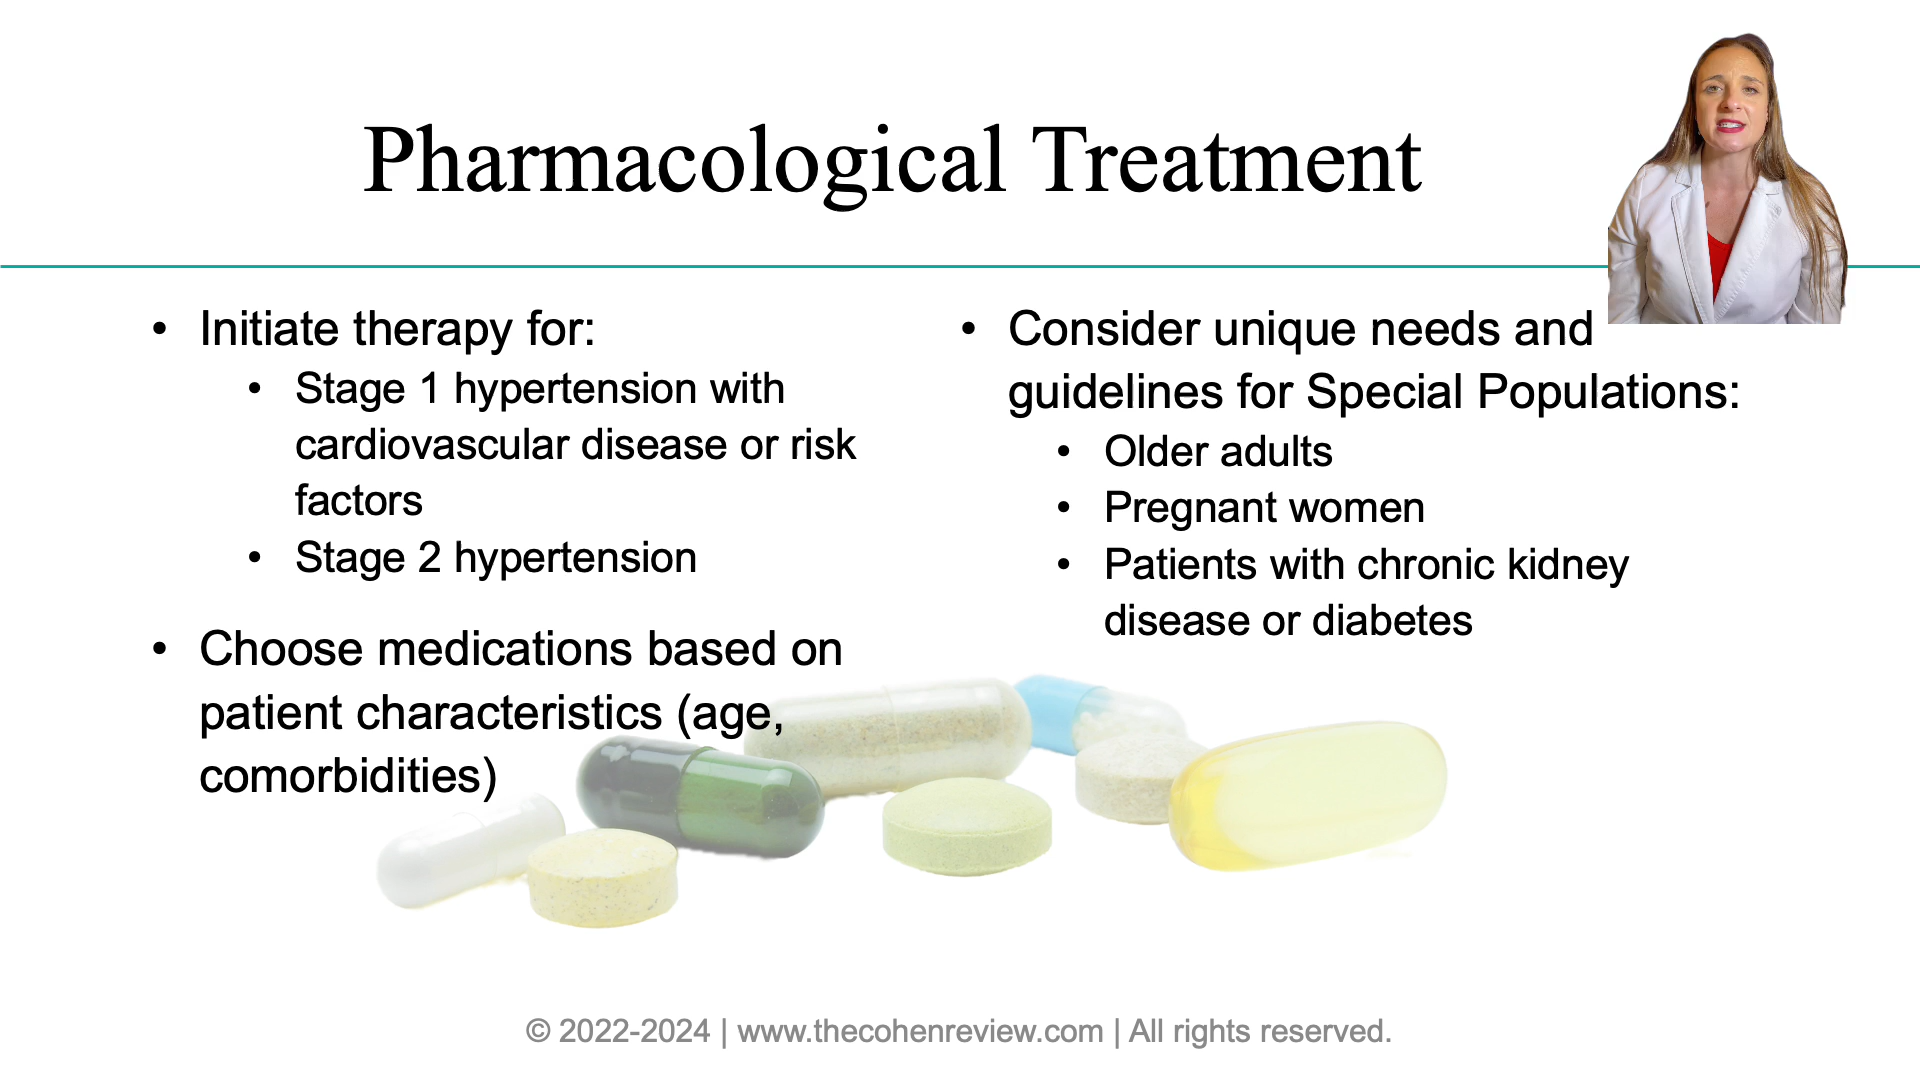 Pharmacological Treatment
• Initiate therapy for:
• Stage 1 hypertension with
cardiovascular disease or risk
factors
• Stage 2 hypertension
• Choose medications based on
patient characteristics (age,
comorbidities)
• Consider unique needs and
guidelines for Special Populations:
• Older adults
• Pregnant women
• Patients with chronic kidney
disease or diabetes
© 2022-2024 | www.thecohenreview.com | All rights reserved.